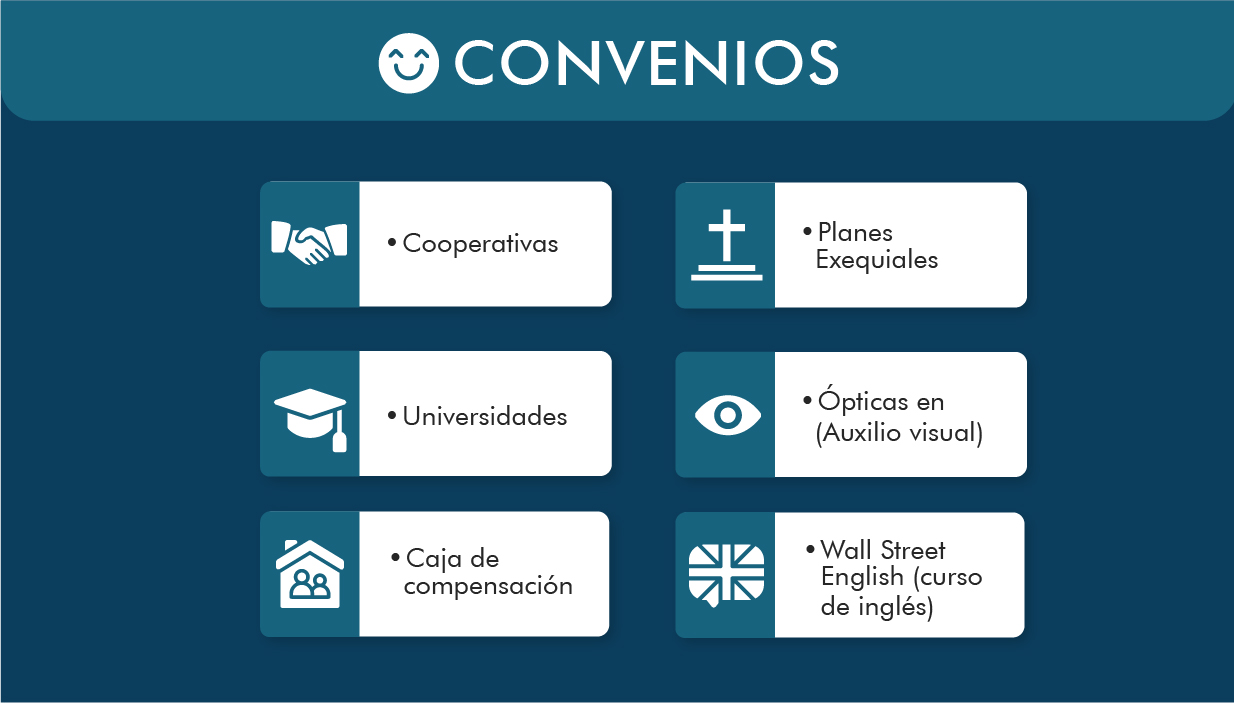 CONVENIOS
• Cooperativas
• Planes
Exequiales
• Universidades
• Ópticas en
(Auxilio visual)
• Caja de
compensación
• Wall Street
English (curso
de inglés)